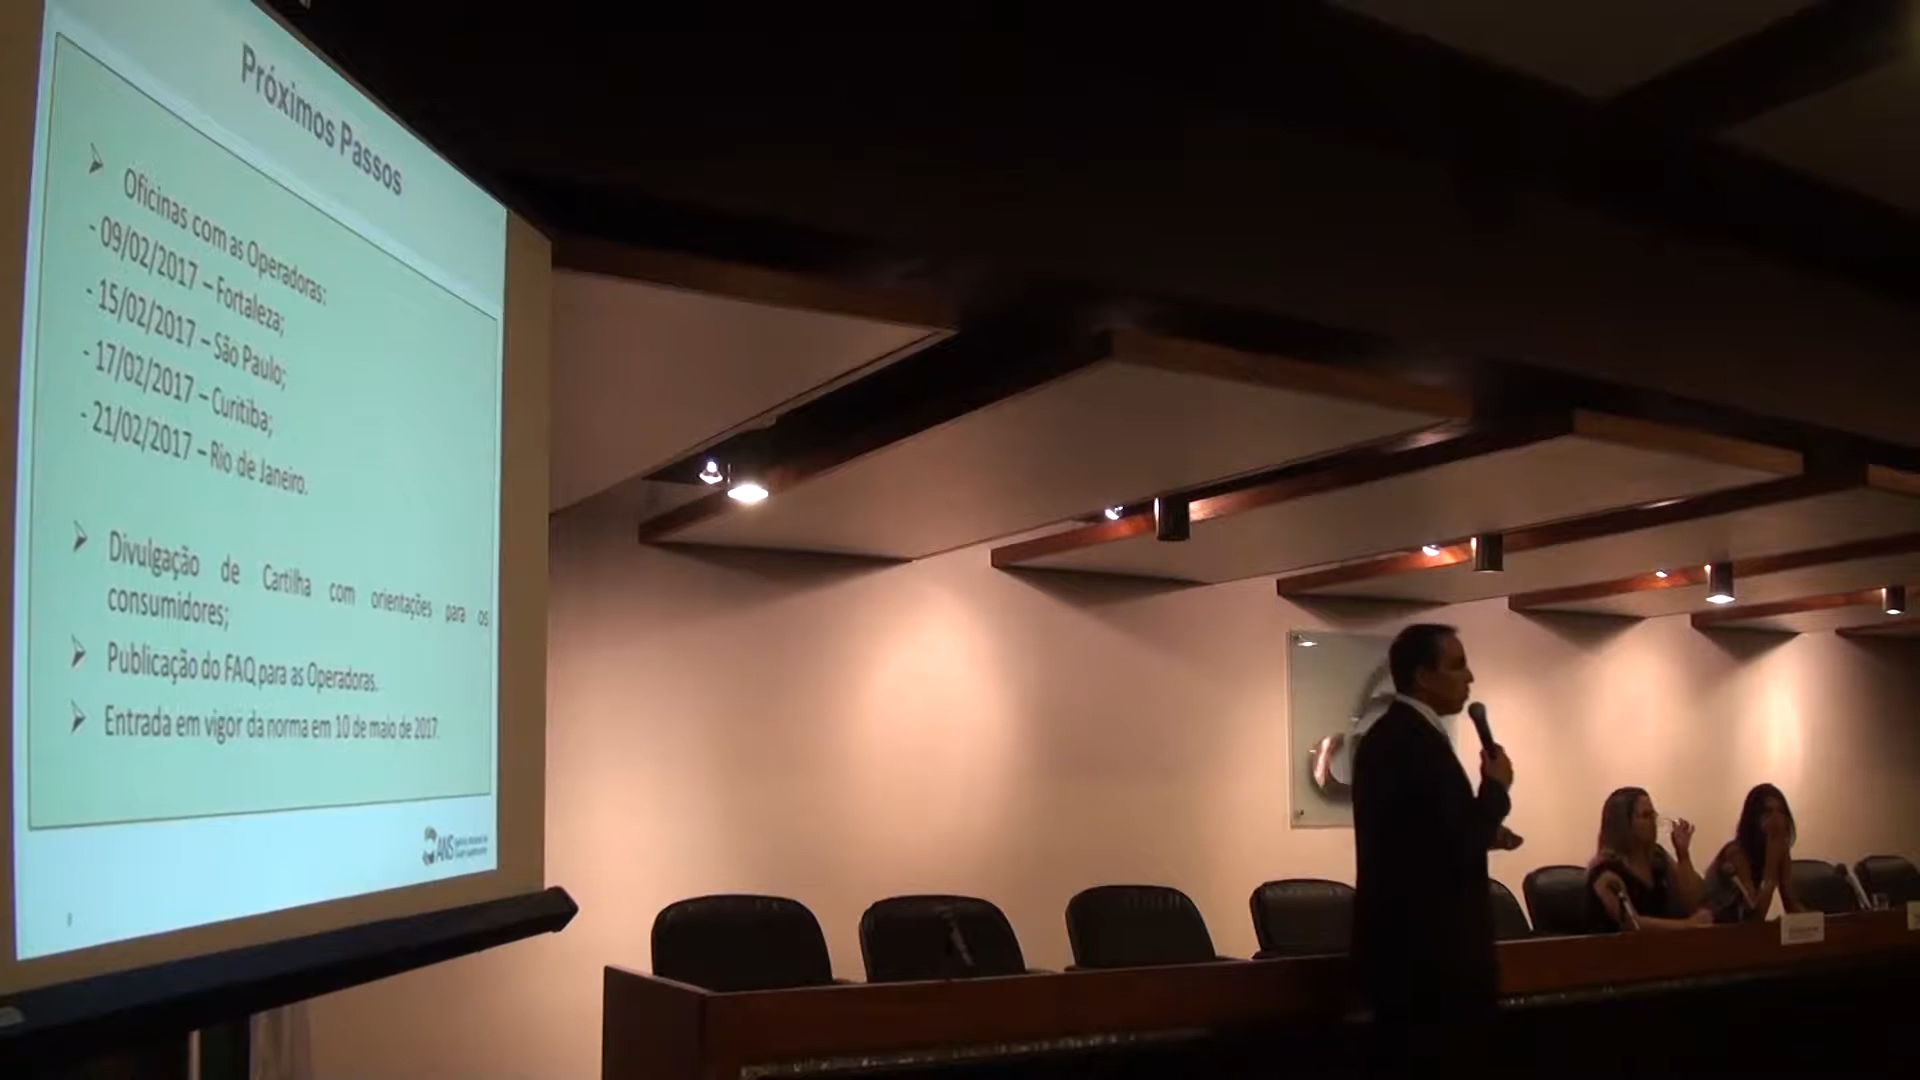 Próximos Passos
➢ Oficinas com as Operadoras:
- 09/02/2017 – Fortaleza;
- 15/02/2017 – São Paulo;
- 17/02/2017 – Curitiba;
- 21/02/2017 – Rio de Janeiro.
➢ Divulgação de Cartilha com orientações para os
consumidores;
➢ Publicação do FAQ para as Operadoras.
➢ Entrada em vigor da norma em 10 de maio de 2017.
ANS